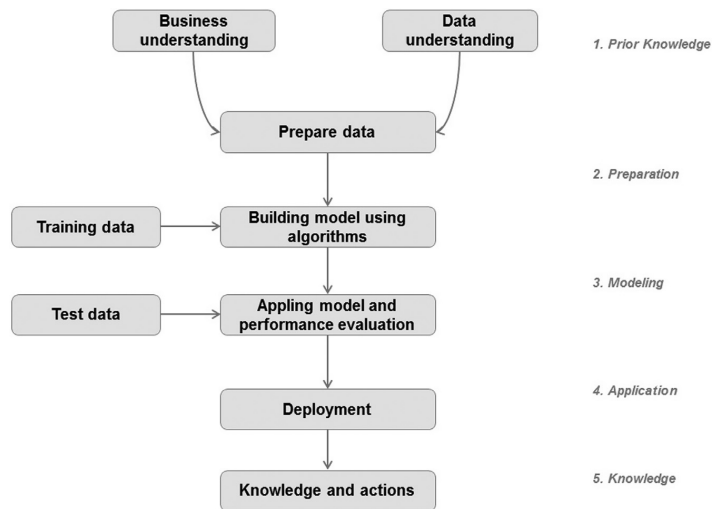 Business
understanding
Data
understanding
1. Prior Knowledge
Prepare data
2. Preparation
Training data
Building model using
algorithms
3. Modeling
Test data
Appling model and
performance evaluation
4. Application
Deployment
5. Knowledge
Knowledge and actions